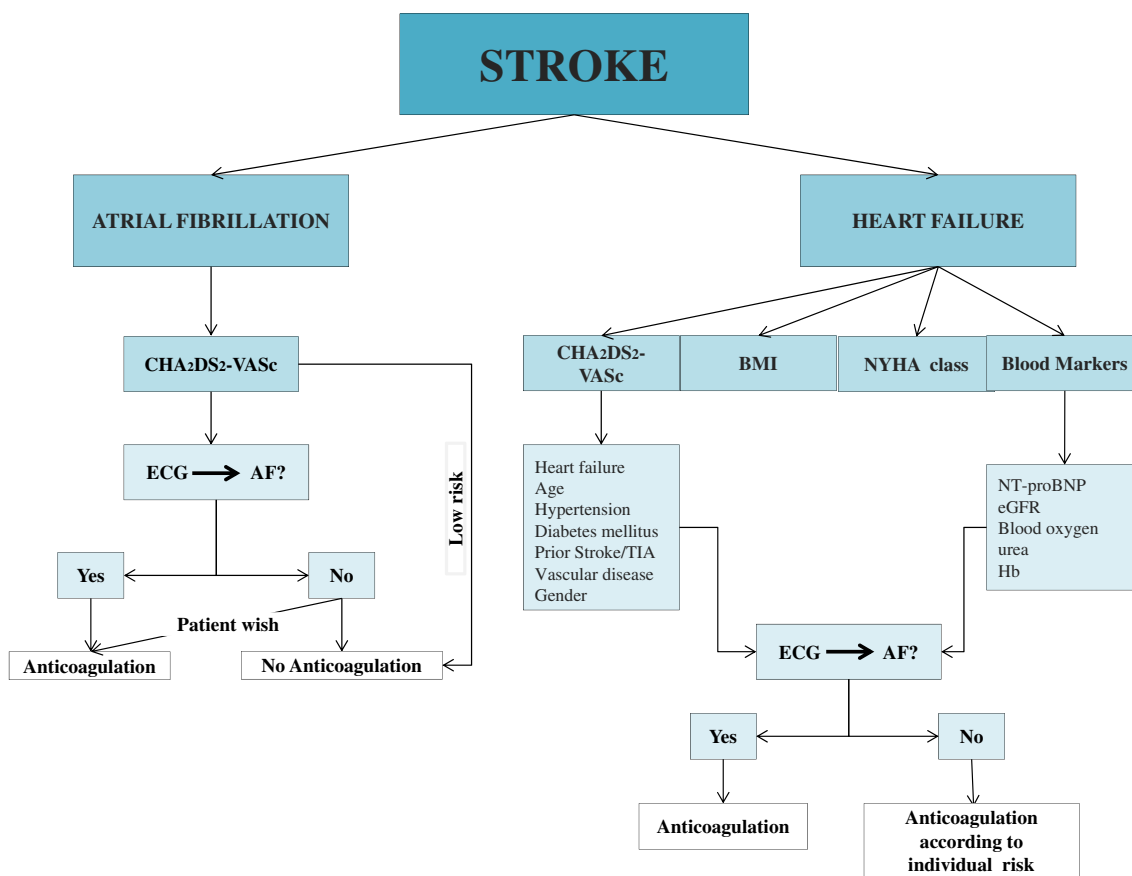 STROKE
ATRIAL FIBRILLATION
HEART FAILURE
CHA₂DS₂-VASc
Low risk
ECG AF?
Yes
No
Patient wish
Anticoagulation
No Anticoagulation
CHA₂DS₂-
VASc
BMI
NYHA class
Blood Markers
Heart failure
Age
Hypertension
Diabetes mellitus
Prior Stroke/TIA
Vascular disease
Gender
NT-proBNP
eGFR
Blood oxygen
urea
Hb
ECG AF?
Yes
No
Anticoagulation
Anticoagulation
according to
individual risk